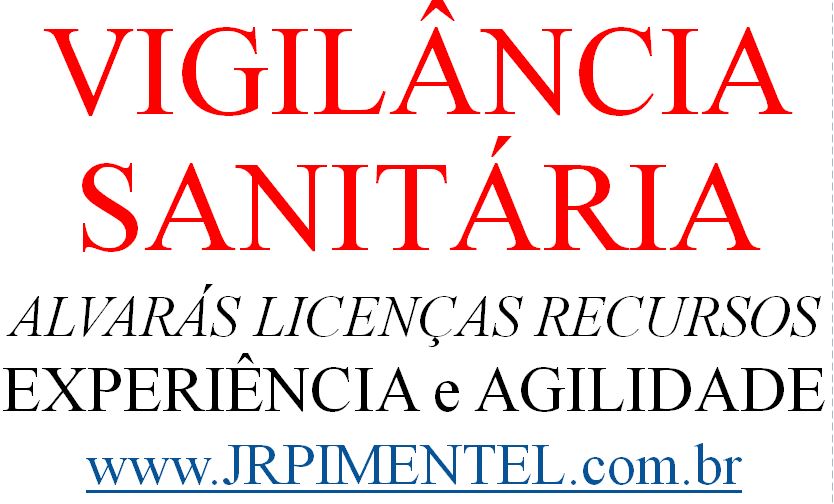 VIGILÂNCIA
SANITÁRIA
ALVARÁS LICENÇAS RECURSOS
EXPERIÊNCIA e AGILIDADE
www.JRPIMENTEL.com.br